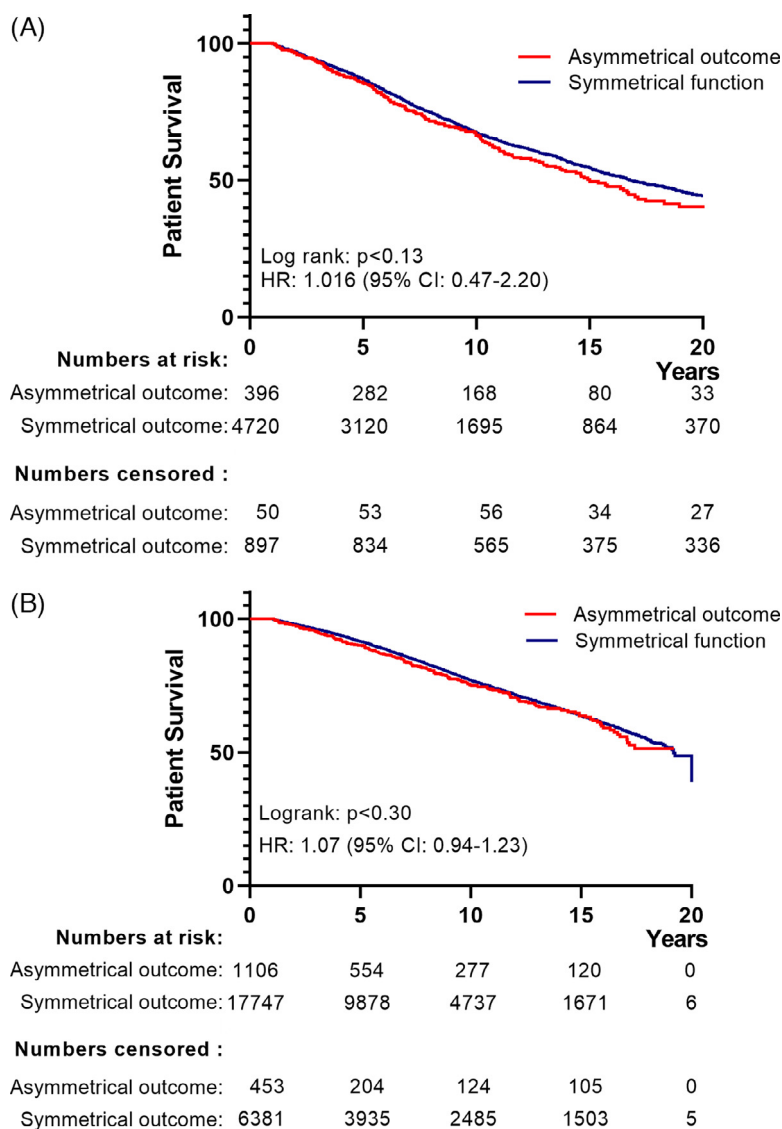 (A)
100
50
0
Patient Survival
Asymmetrical outcome
Symmetrical function
Log rank: p<0.13
HR: 1.016 (95% CI: 0.47-2.20)
0 5 10 15 20
Years
Numbers at risk:
Asymmetrical outcome: 396 282 168 80 33
Symmetrical outcome: 4720 3120 1695 864 370
Numbers censored :
Asymmetrical outcome: 50 53 56 34 27
Symmetrical outcome: 897 834 565 375 336
(B)
100
50
0
Patient Survival
Asymmetrical outcome
Symmetrical function
Logrank: p<0.30
HR: 1.07 (95% CI: 0.94-1.23)
0 5 10 15 20
Years
Numbers at risk:
Asymmetrical outcome: 1106 554 277 120 0
Symmetrical outcome: 17747 9878 4737 1671 6
Numbers censored :
Asymmetrical outcome: 453 204 124 105 0
Symmetrical outcome: 6381 3935 2485 1503 5